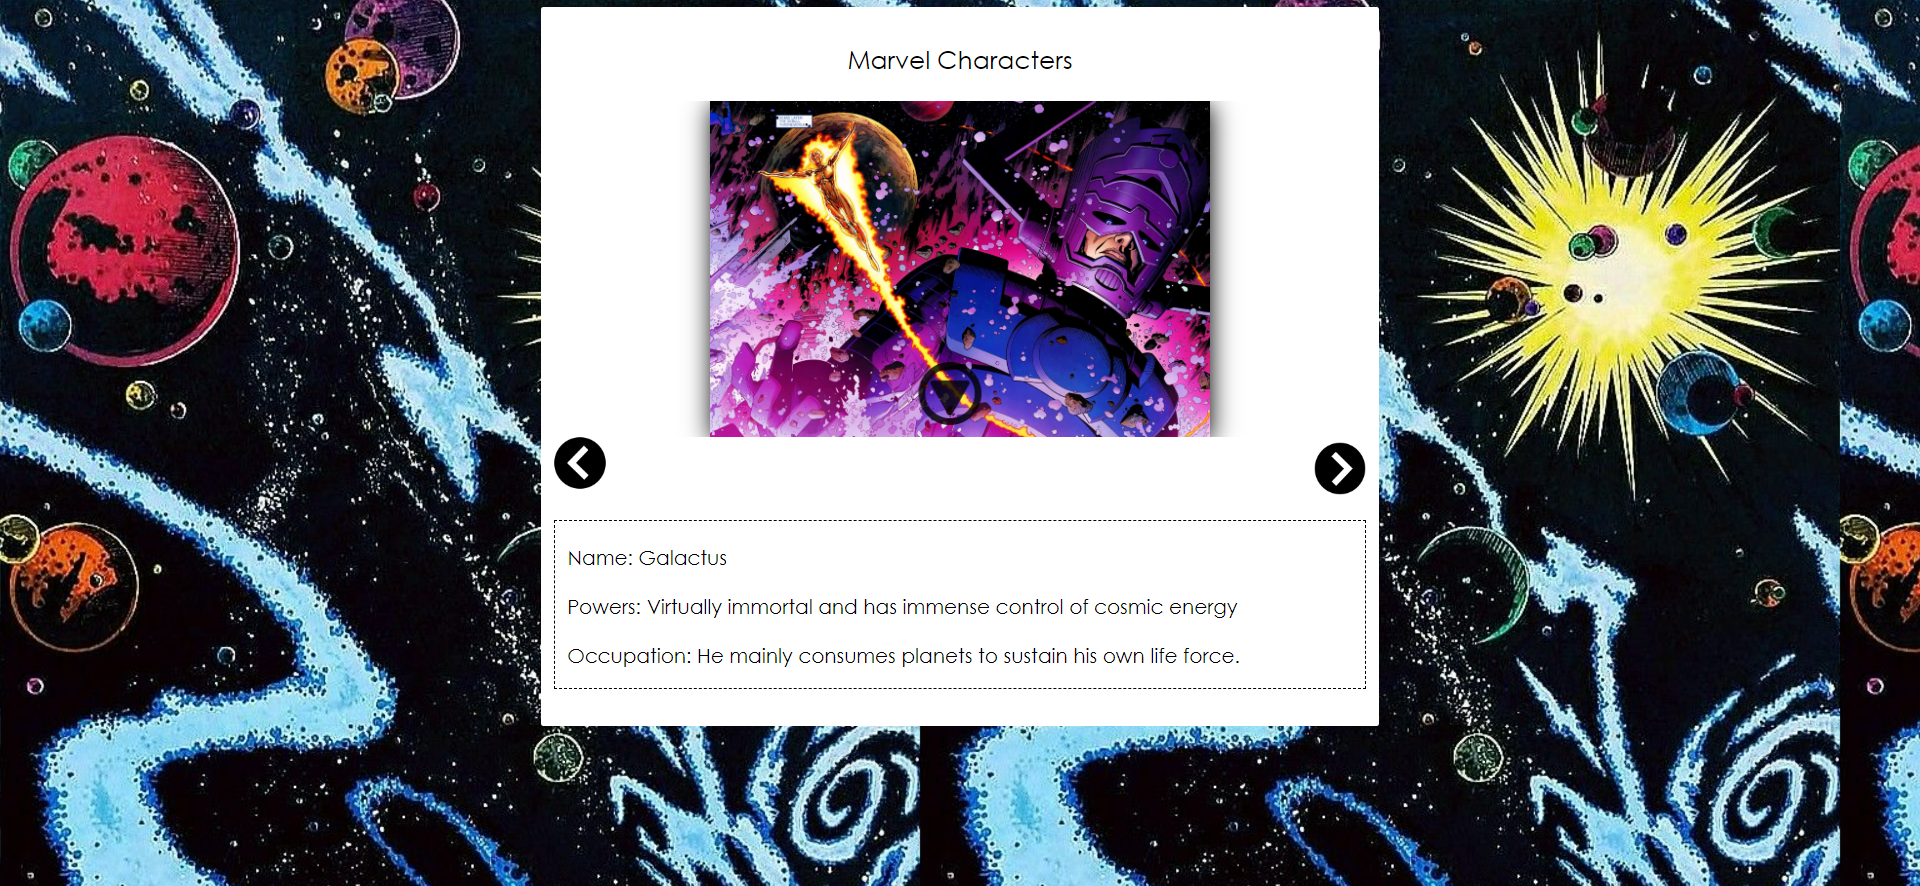 Marvel Characters
Name: Galactus
Powers: Virtually immortal and has immense control of cosmic energy
Occupation: He mainly consumes planets to sustain his own life force.